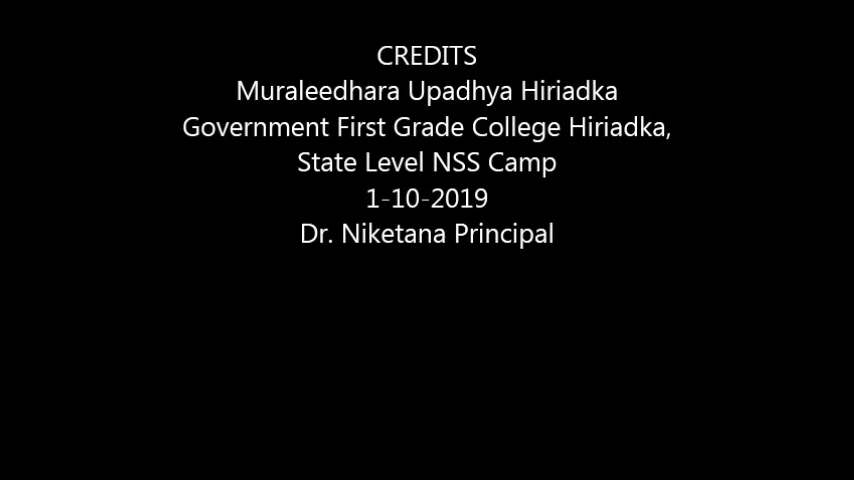 CREDITS
Muraleedhara Upadhya Hiriadka
Government First Grade College Hiriadka,
State Level NSS Camp
1-10-2019
Dr. Niketana Principal